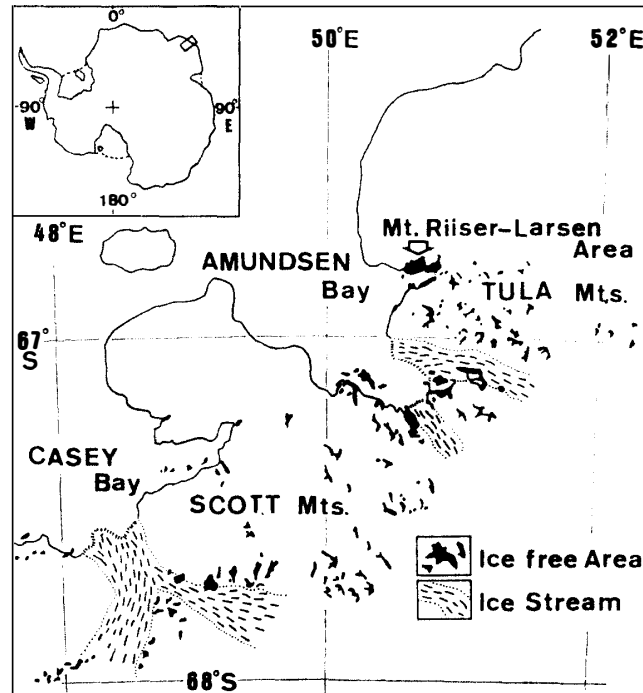 0°
-90° W
90° E
180°
50°E
52°E
48°E
Mt. Riiser-Larsen
Area
AMUNDSEN
Bay
TULA Mts.
67°
S
CASEY
Bay
SCOTT Mts.
Ice free Area
Ice Stream
68°S